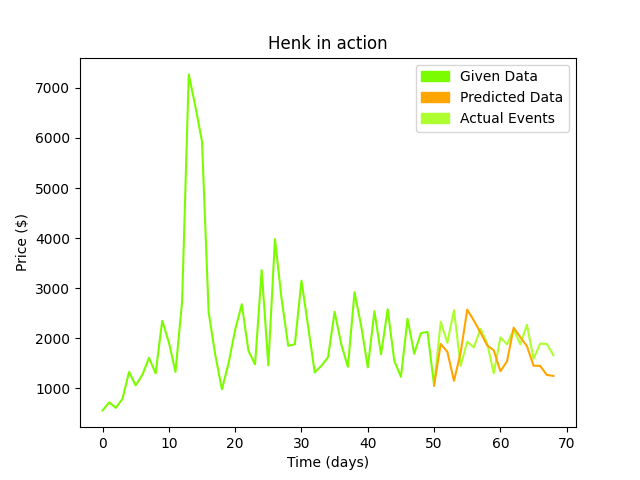 Henk in action
Given Data
Predicted Data
Actual Events
Price ($)
7000
6000
5000
4000
3000
2000
1000
0 10 20 30 40 50 60 70
Time (days)